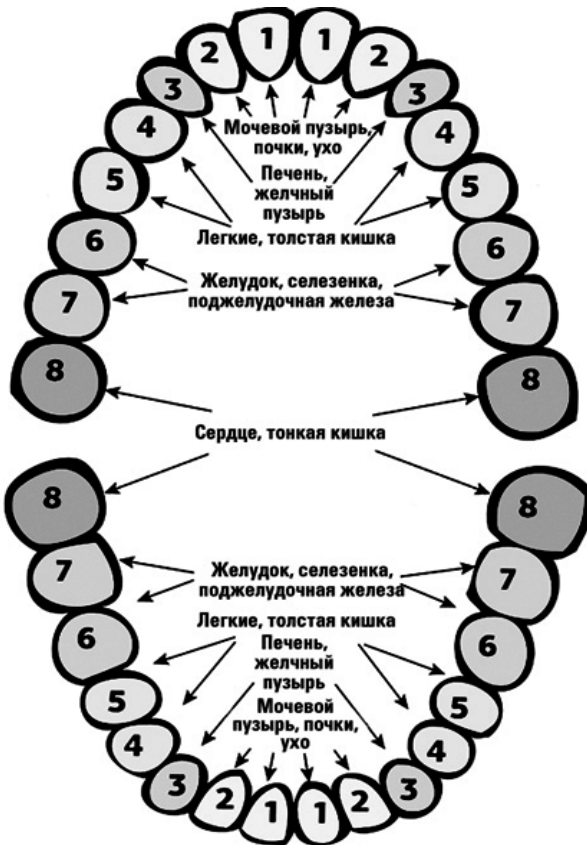 1 1
2 2
3 3
4 4
Мочевой пузырь,
почки, ухо
Печень,
желчный
пузырь
5 5
Легкие, толстая кишка
6 6
Желудок, селезенка,
поджелудочная железа
7 7
8 8
Сердце, тонкая кишка
8 8
7 7
Желудок, селезенка,
поджелудочная железа
Легкие, толстая кишка
6 6
Печень,
желчный
пузырь
5 5
Мочевой
пузырь, почки,
ухо
4 4
3 3
2 1 1 2